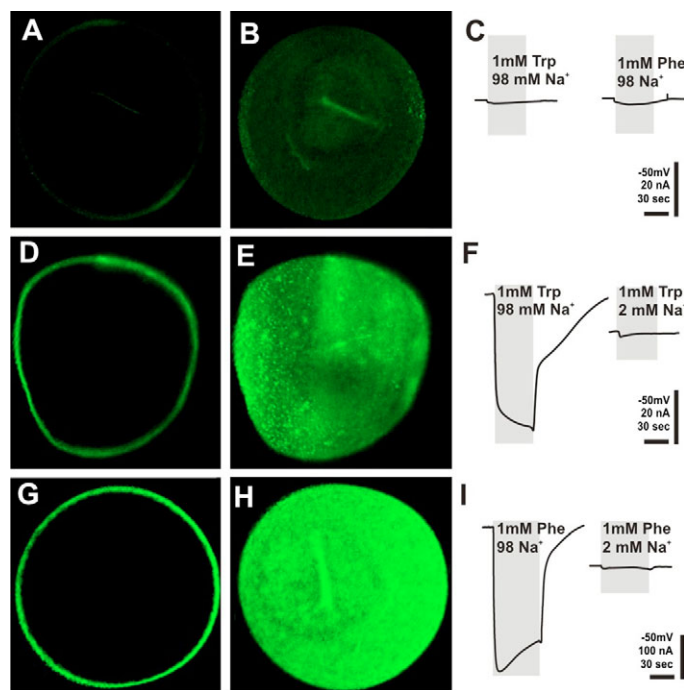 A
B
C
1mM Trp
98 mM Na⁺
1mM Phe
98 Na⁺
-50mV
20 nA
30 sec
D
E
F
1mM Trp
98 mM Na⁺
1mM Trp
2 mM Na⁺
-50mV
20 nA
30 sec
G
H
I
1mM Phe
98 Na⁺
1mM Phe
2 mM Na⁺
-50mV
100 nA
30 sec